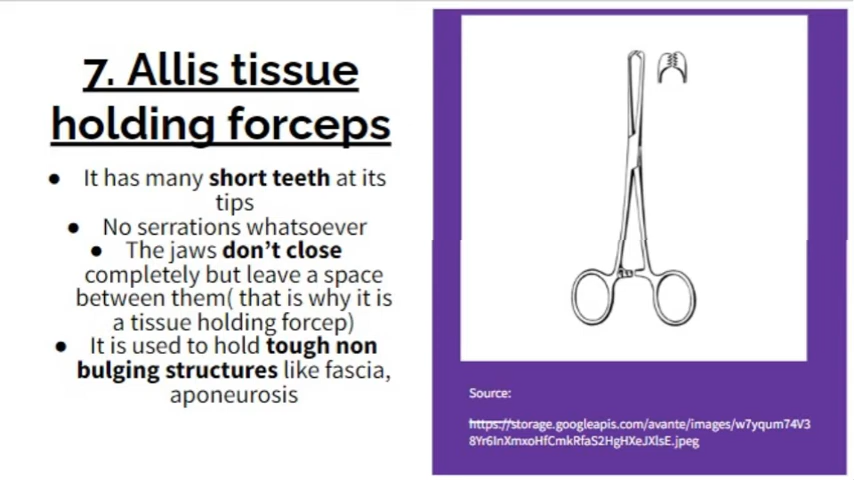 7. Allis tissue
holding forceps
● It has many short teeth at its
tips
● No serrations whatsoever
● The jaws don't close
completely but leave a space
between them( that is why it is
a tissue holding forcep)
● It is used to hold tough non
bulging structures like fascia,
aponeurosis
Source:
https://storage.googleapis.com/avante/images/w7yqum74V3
8Yr6InXmxoHfCmkRfaS2HgHXeJXlsE.jpeg